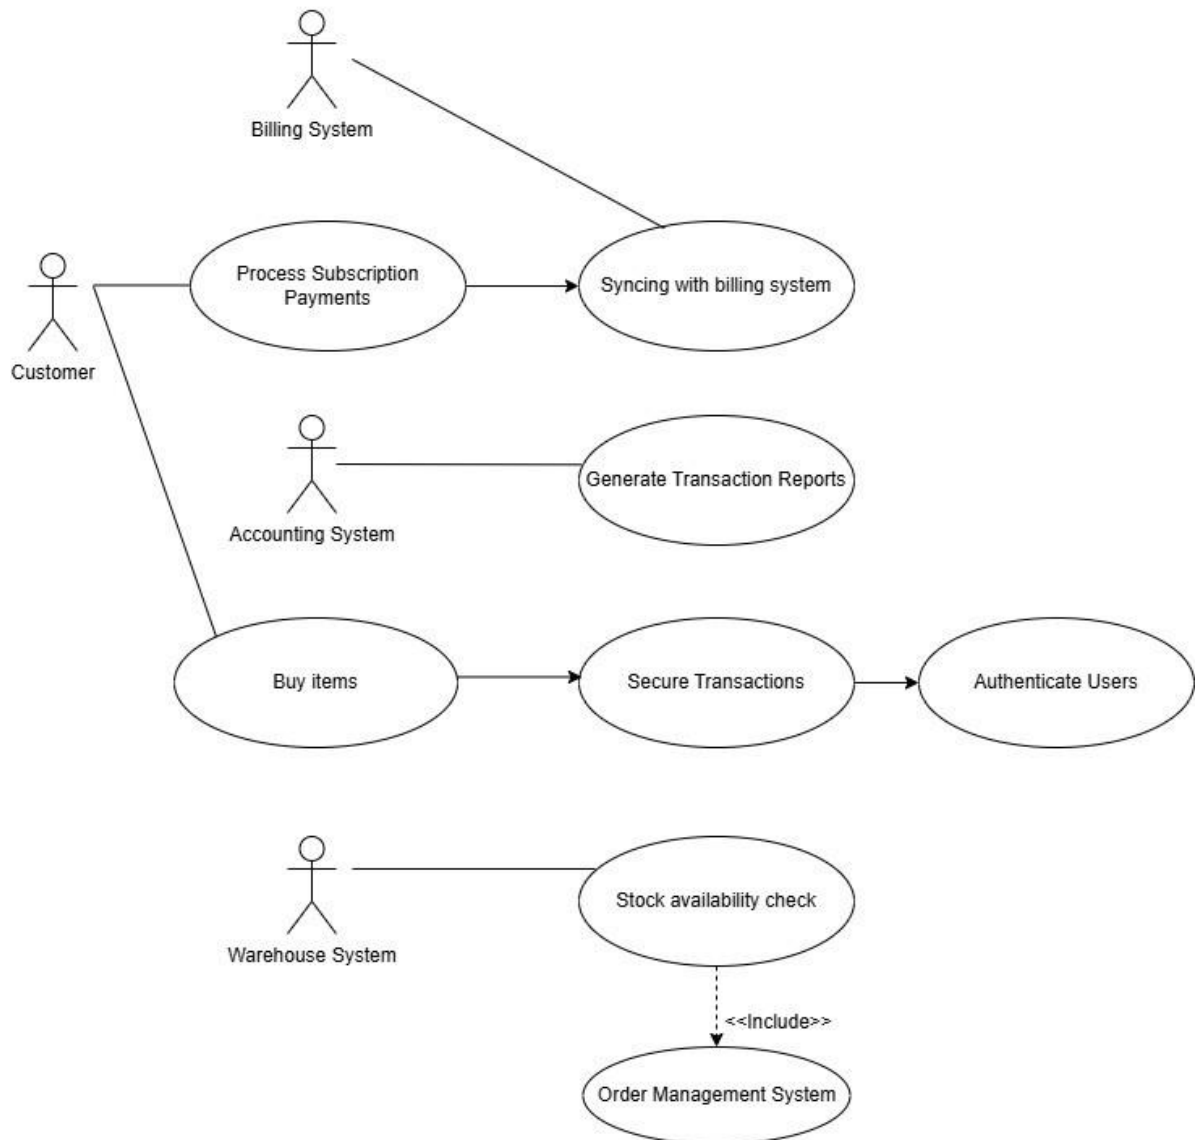 Billing System
Process Subscription
Payments
Syncing with billing system
Customer
Generate Transaction Reports
Accounting System
Buy items
Secure Transactions
Authenticate Users
Stock availability check
Warehouse System
<<Include>>
Order Management System